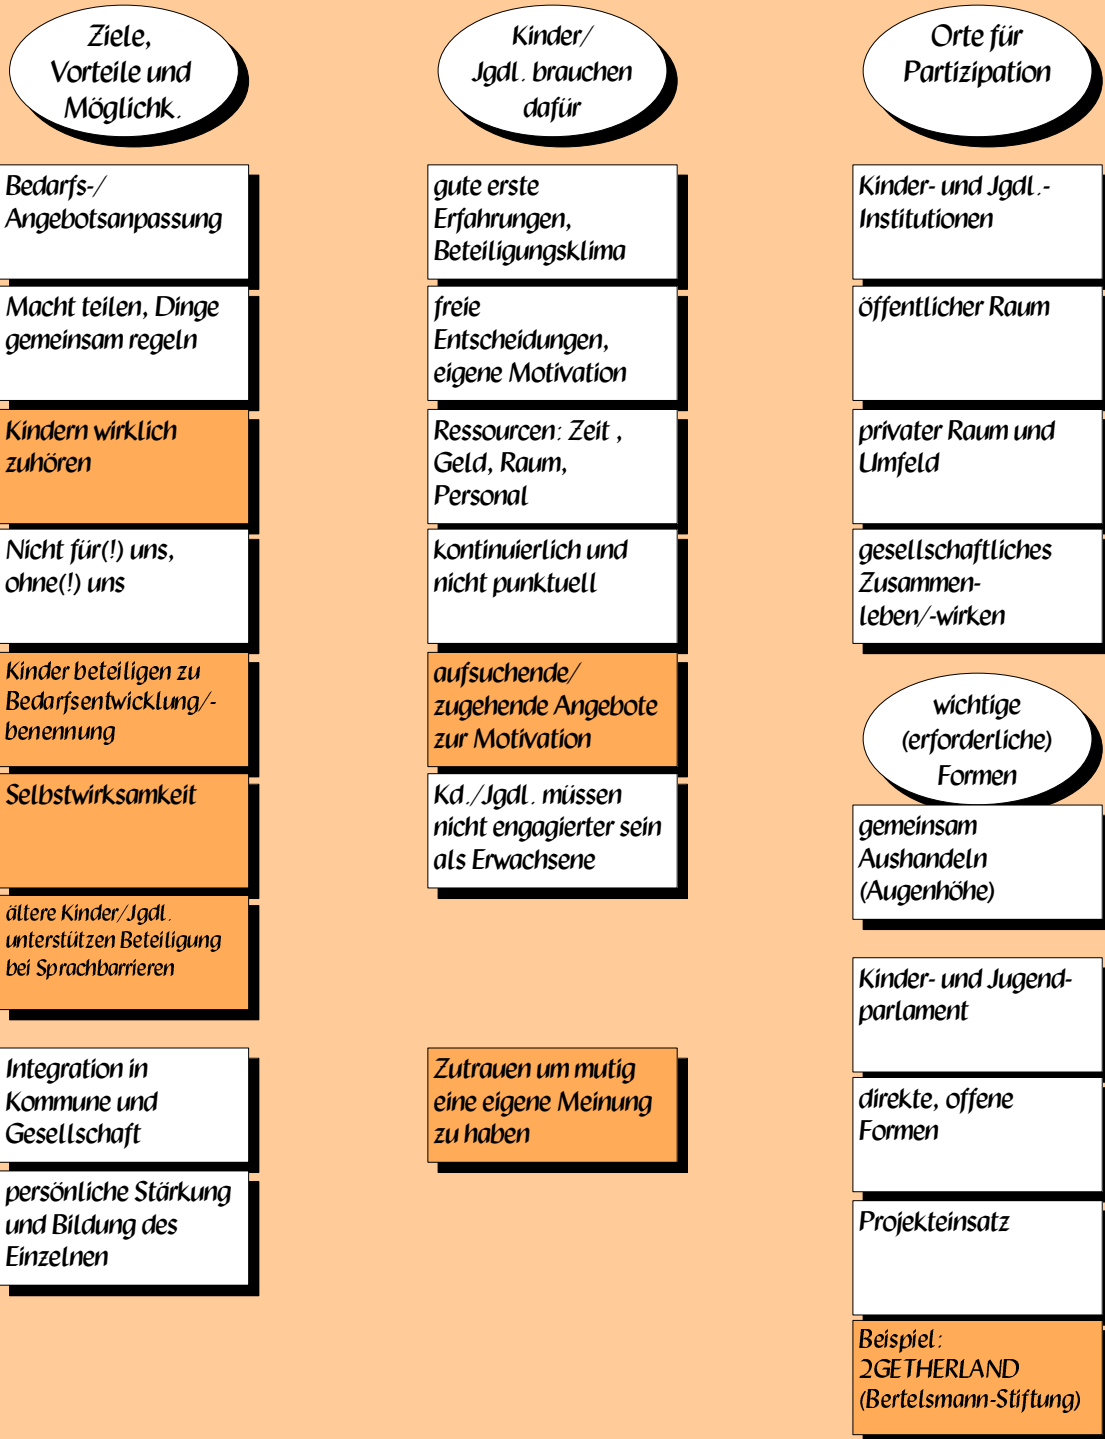 Ziele,
Vorteile und
Möglichk.
Bedarfs-/
Angebotsanpassung
Macht teilen, Dinge
gemeinsam regeln
Kindern wirklich
zuhören
Nicht für(!) uns,
ohne(!) uns
Kinder beteiligen zu
Bedarfsentwicklung/-
benennung
Selbstwirksamkeit
ältere Kinder/Jgdl.
unterstützen Beteiligung
bei Sprachbarrieren
Integration in
Kommune und
Gesellschaft
persönliche Stärkung
und Bildung des
Einzelnen
Kinder/
Jgdl. brauchen
dafür
gute erste
Erfahrungen,
Beteiligungsklima
freie
Entscheidungen,
eigene Motivation
Ressourcen: Zeit ,
Geld, Raum,
Personal
kontinuierlich und
nicht punktuell
aufsuchende/
zugehende Angebote
zur Motivation
Kd./Jgdl. müssen
nicht engagierter sein
als Erwachsene
Zutrauen um mutig
eine eigene Meinung
zu haben
Orte für
Partizipation
Kinder- und Jgdl.-
Institutionen
öffentlicher Raum
privater Raum und
Umfeld
gesellschaftliches
Zusammen-
leben/-wirken
wichtige
(erforderliche)
Formen
gemeinsam
Aushandeln
(Augenhöhe)
Kinder- und Jugend-
parlament
direkte, offene
Formen
Projekteinsatz
Beispiel:
2GETHERLAND
(Bertelsmann-Stiftung)